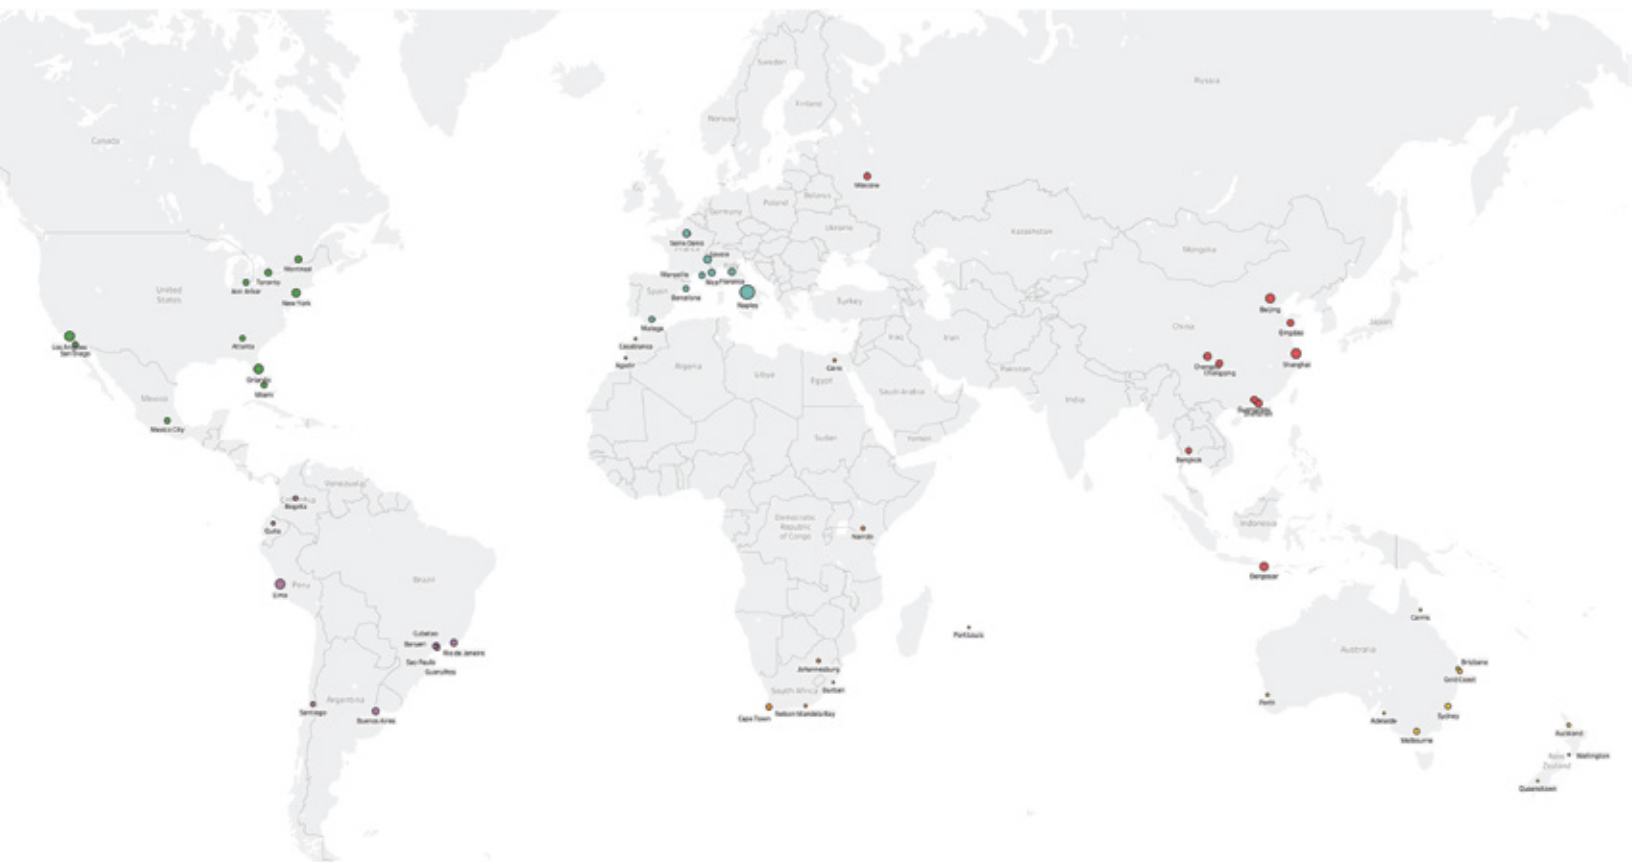 Sweden
Russia
Finland
Norway
Canada
Moscow
Belarus
Poland
Germany
Ukraine
Kazakhstan
Mongolia
Montreal
Toronto
Ann Arbor
New York
United
States
Marseille
Nice
Florence
Spain
Barcelona
Naples
Turkey
Beijing
Qingdao
China
Japan
Malaga
Casablanca
Agadir
Algeria
Libya
Egypt
Cairo
Iraq
Iran
Pakistan
Saudi Arabia
India
Shanghai
Chengdu
Chongqing
Los Angeles
San Diego
Atlanta
Orlando
Miami
Mexico
Mexico City
Sudan
Yemen
Bangkok
Venezuela
Colombia
Bogota
Quito
Democratic
Republic
of Congo
Nairobi
Indonesia
Denpasar
Peru
Lima
Brazil
Cubatao
Barueri
Rio de Janeiro
Sao Paulo
Guarulhos
Port Louis
Cairns
Johannesburg
Durban
South Africa
Cape Town
Nelson Mandela Bay
Australia
Brisbane
Gold Coast
Perth
Adelaide
Sydney
Melbourne
Argentina
Santiago
Buenos Aires
Auckland
Wellington
New
Zealand
Queenstown